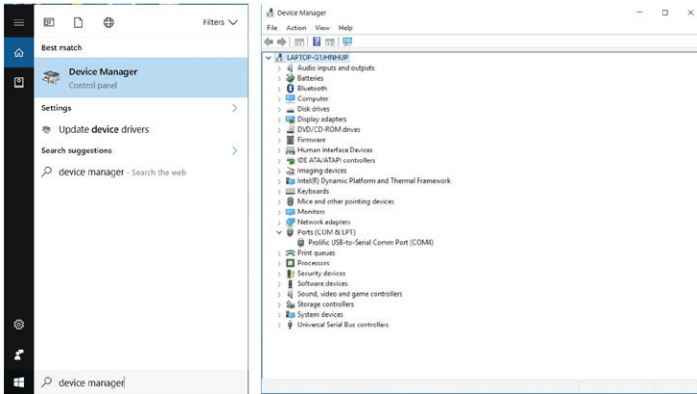 Filters
Best match
Device Manager
Control panel
Settings
Update device drivers
Search suggestions
device manager - Search the web
device manager
Device Manager
File Action View Help
LAPTOP-G1JHNHUP
Audio inputs and outputs
Batteries
Bluetooth
Computer
Disk drives
Display adapters
DVD/CD-ROM drives
Firmware
Human Interface Devices
IDE ATA/ATAPI controllers
Imaging devices
Intel(R) Dynamic Platform and Thermal Framework
Keyboards
Mice and other pointing devices
Monitors
Network adapters
Ports (COM & LPT)
Prolific USB-to-Serial Comm Port (COM4)
Print queues
Processors
Security devices
Software devices
Sound, video and game controllers
Storage controllers
System devices
Universal Serial Bus controllers